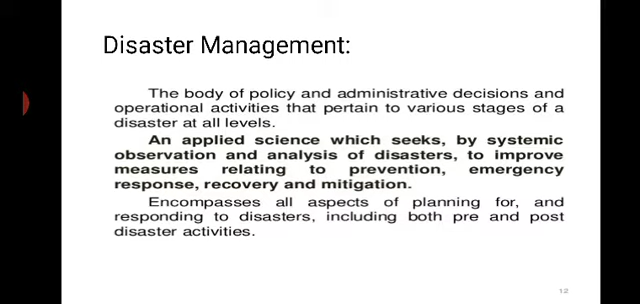 Disaster Management:
The body of policy and administrative decisions and
operational activities that pertain to various stages of a
disaster at all levels.
An applied science which seeks, by systemic
observation and analysis of disasters, to improve
measures relating to prevention, emergency
response, recovery and mitigation.
Encompasses all aspects of planning for, and
responding to disasters, including both pre and post
disaster activities.
12